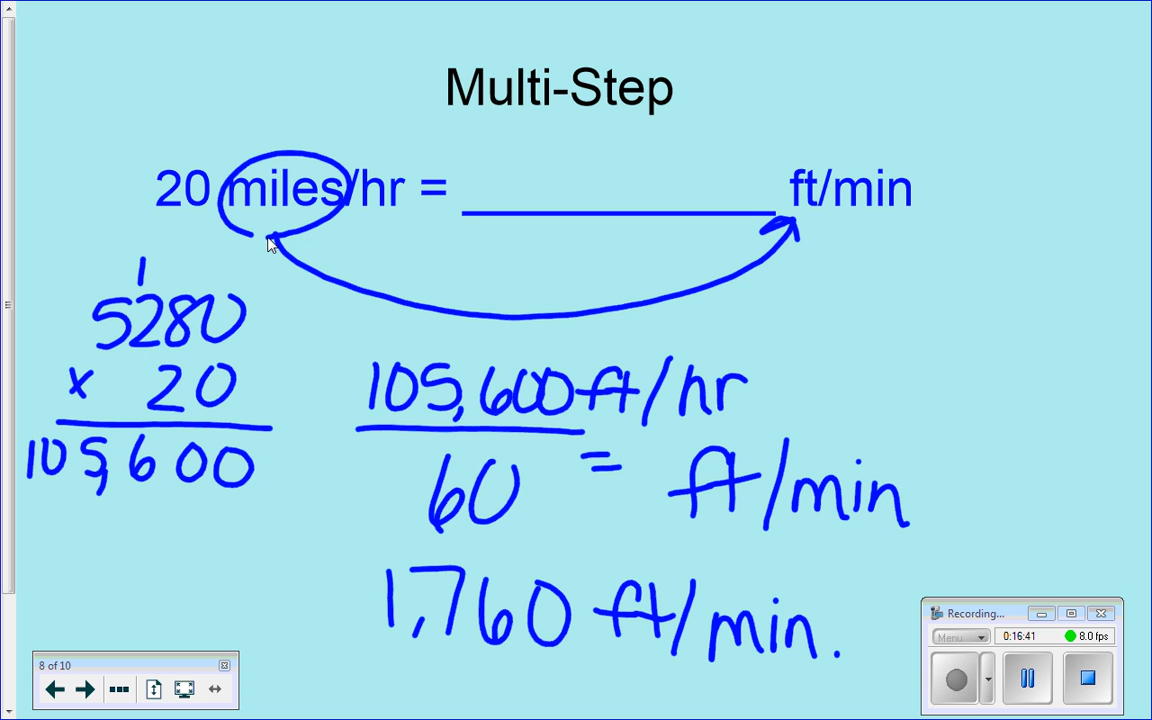 Multi-Step
20 miles/hr = ____________ ft/min
1
5280
x 20
105,600
105,600 ft/hr
60
= ft/min
1,760 ft/min.
8 of 10
Recording...
Menu
0:16:41
8.0 fps